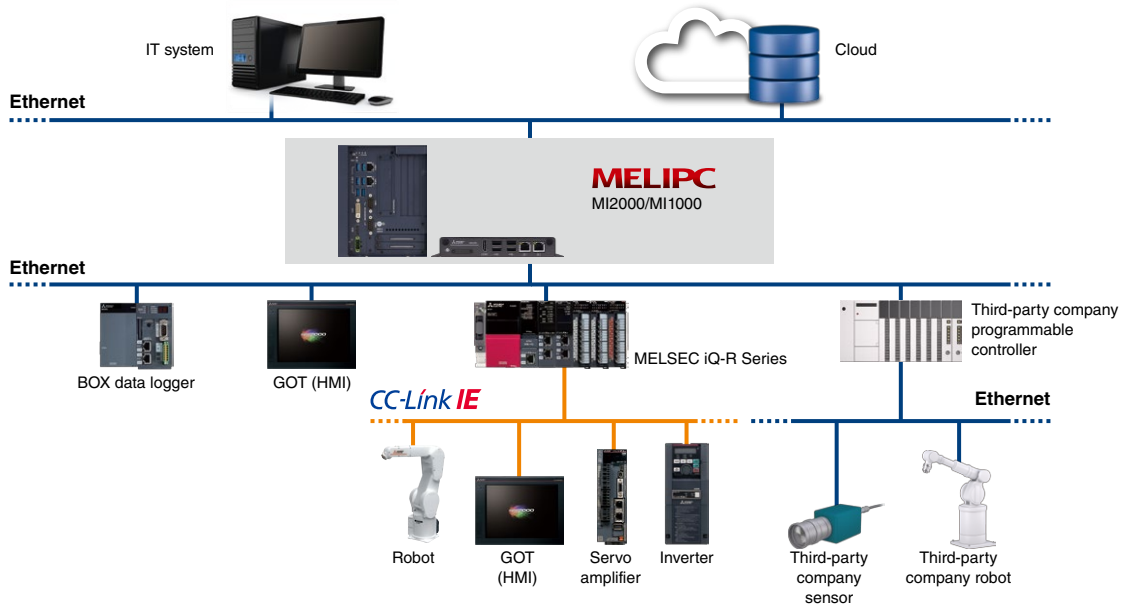 IT system
Cloud
Ethernet
MELIPC
MI2000/MI1000
Ethernet
BOX data logger
GOT (HMI)
MELSEC iQ-R Series
Third-party company
programmable
controller
CC-Link IE
Ethernet
Robot
GOT
(HMI)
Servo
amplifier
Inverter
Third-party
company
sensor
Third-party
company robot